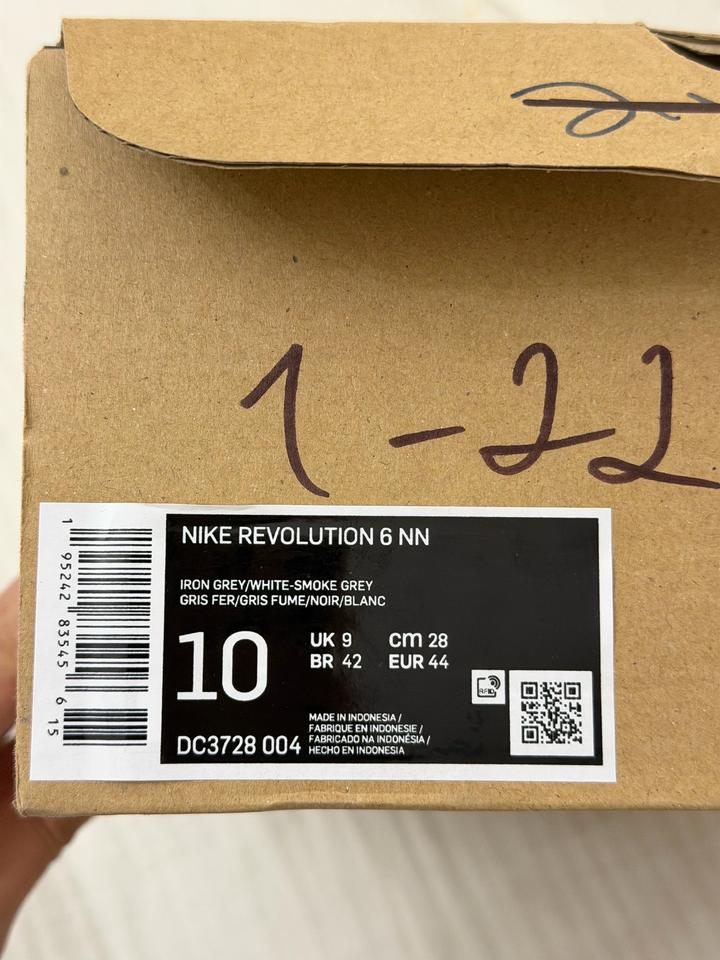 1-22
NIKE REVOLUTION 6 NN
IRON GREY/WHITE-SMOKE GREY
GRIS FER/GRIS FUME/NOIR/BLANC
10
UK 9 cm 28
BR 42 EUR 44
RFID
DC3728 004
MADE IN INDONESIA /
FABRIQUE EN INDONESIE /
FABRICADO NA INDONÉSIA /
HECHO EN INDONESIA
1 95242 83545 6 15